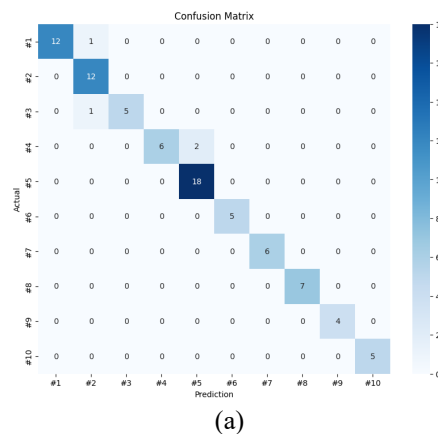 Confusion Matrix
#1 12 1 0 0 0 0 0 0 0 0
#2 0 12 0 0 0 0 0 0 0 0
#3 0 1 5 0 0 0 0 0 0 0
#4 0 0 0 6 2 0 0 0 0 0
#5 0 0 0 0 18 0 0 0 0 0
#6 0 0 0 0 0 5 0 0 0 0
#7 0 0 0 0 0 0 6 0 0 0
#8 0 0 0 0 0 0 0 7 0 0
#9 0 0 0 0 0 0 0 0 4 0
#10 0 0 0 0 0 0 0 0 0 5
Actual
#1 #2 #3 #4 #5 #6 #7 #8 #9 #10
Prediction
(a)